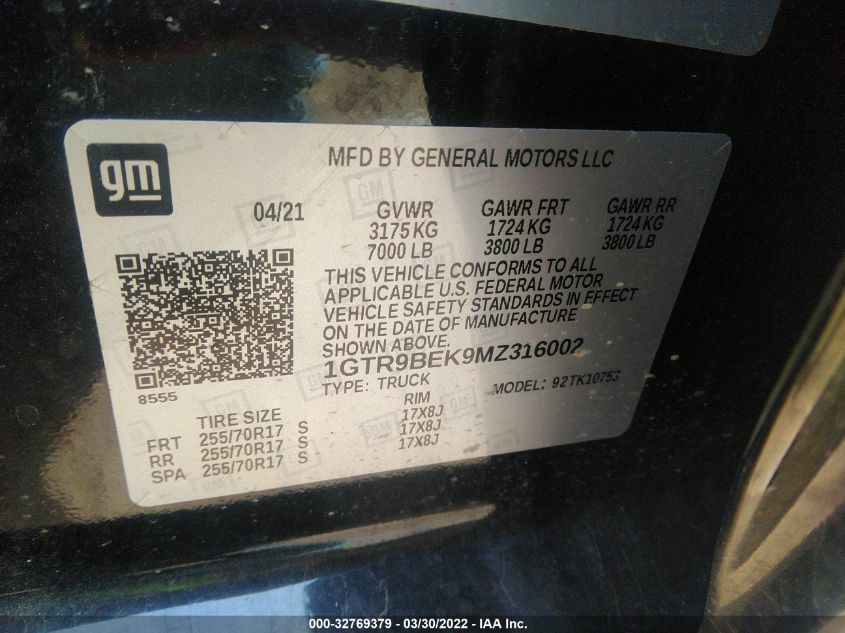 gm
MFD BY GENERAL MOTORS LLC
04/21 GVWR GAWR FRT GAWR RR
3175 KG 1724 KG 1724 KG
7000 LB 3800 LB 3800 LB
THIS VEHICLE CONFORMS TO ALL
APPLICABLE U.S. FEDERAL MOTOR
VEHICLE SAFETY STANDARDS IN EFFECT
ON THE DATE OF MANUFACTURE
SHOWN ABOVE.
1GTR9BEK9MZ316002
TYPE: TRUCK MODEL: 92TK10753
8555
TIRE SIZE RIM
FRT 255/70R17 S 17X8J
RR 255/70R17 S 17X8J
SPA 255/70R17 S 17X8J
000-32769379 - 03/30/2022 - IAA Inc.